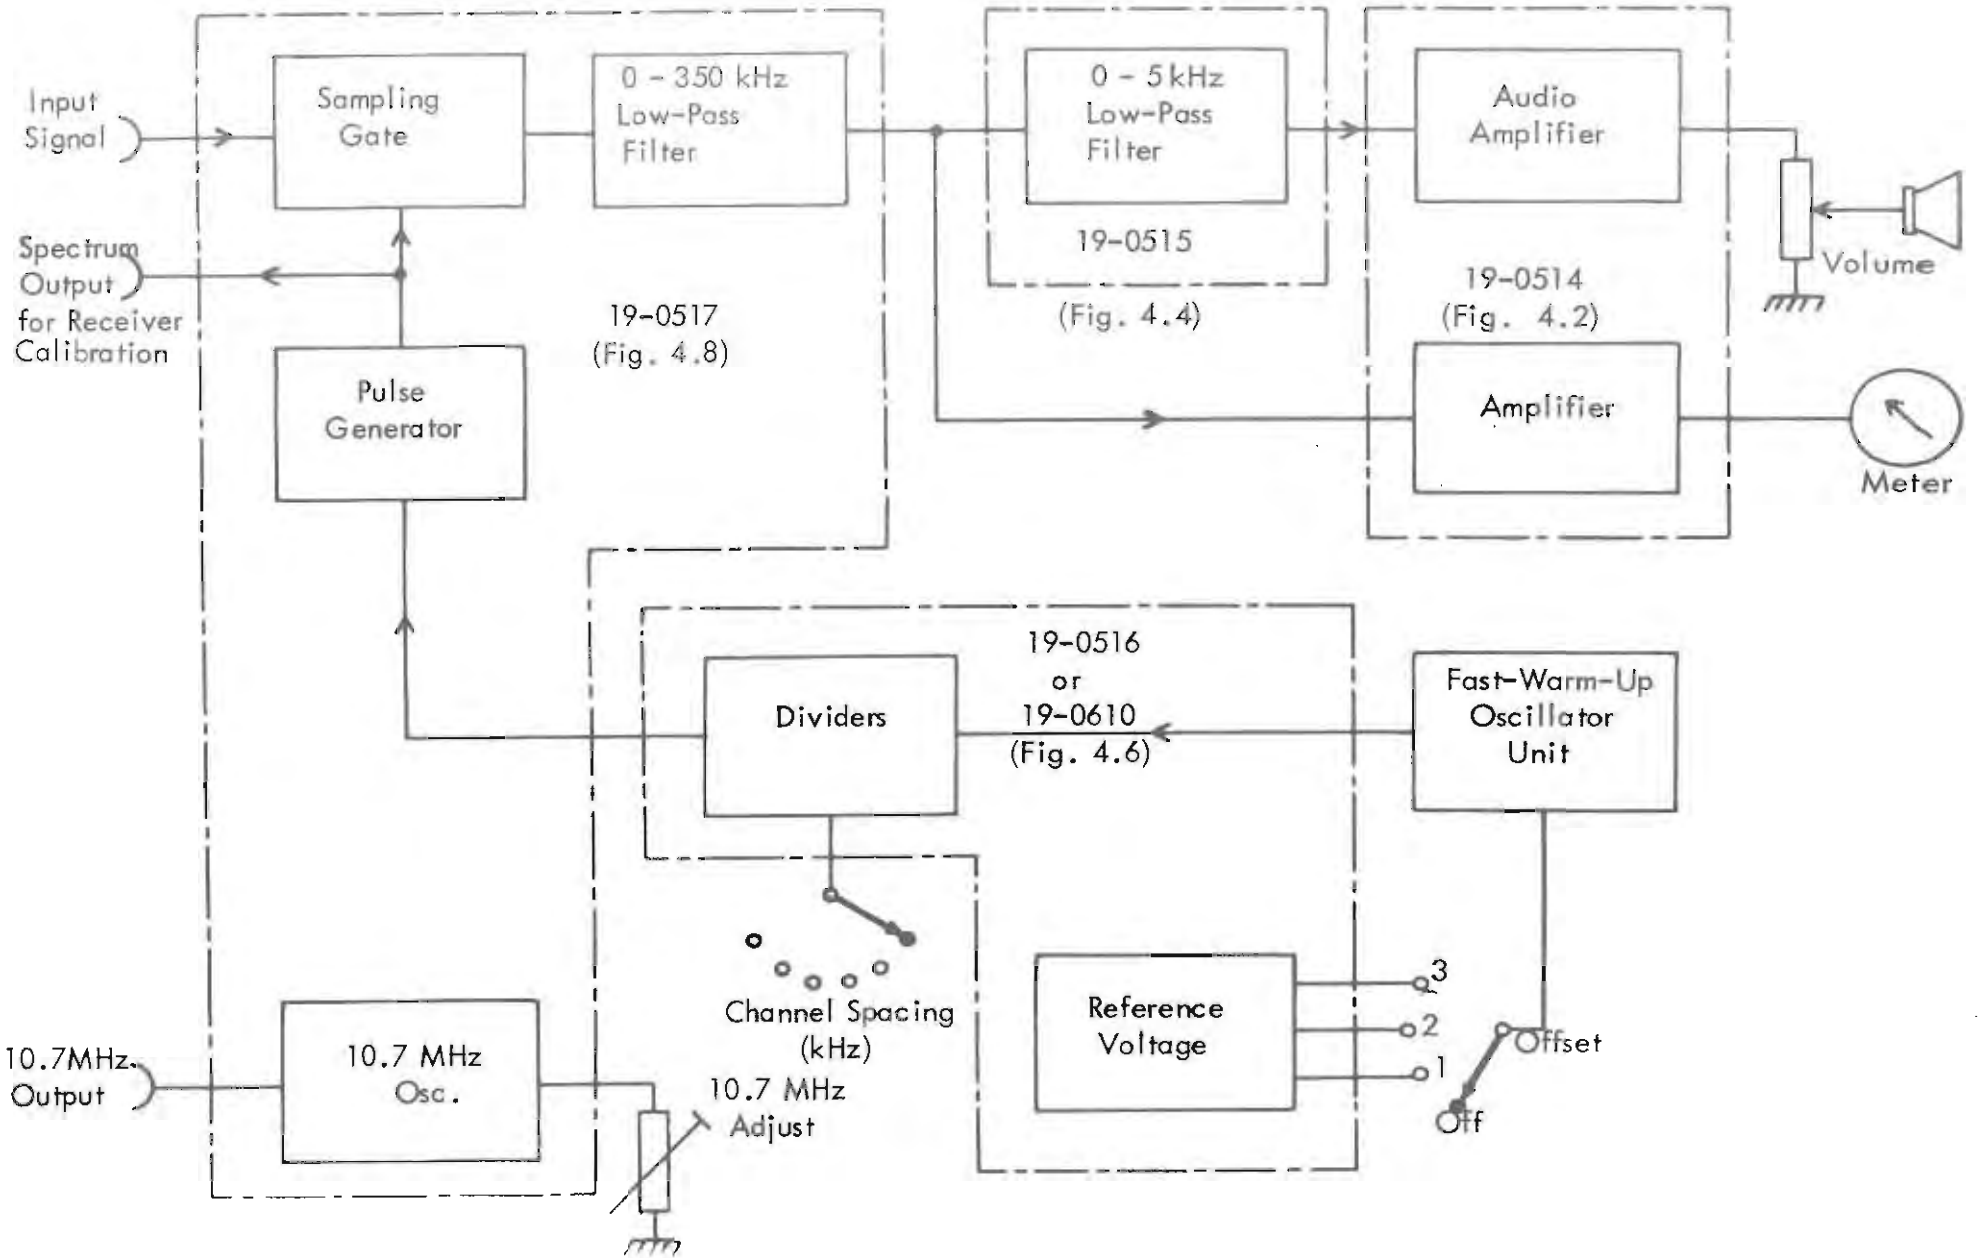 Input
Signal
Sampling
Gate
0 - 350 kHz
Low-Pass
Filter
0 - 5kHz
Low-Pass
Filter
19-0515
(Fig. 4.4)
Audio
Amplifier
Volume
19-0514
(Fig. 4.2)
Spectrum
Output
for Receiver
Calibration
19-0517
(Fig. 4.8)
Pulse
Generator
Amplifier
Meter
19-0516
or
19-0610
(Fig. 4.6)
Dividers
Fast-Warm-Up
Oscillator
Unit
Channel Spacing
(kHz)
Reference
Voltage
3
2
1
Offset
Off
10.7MHz
Output
10.7 MHz
Osc.
10.7 MHz
Adjust